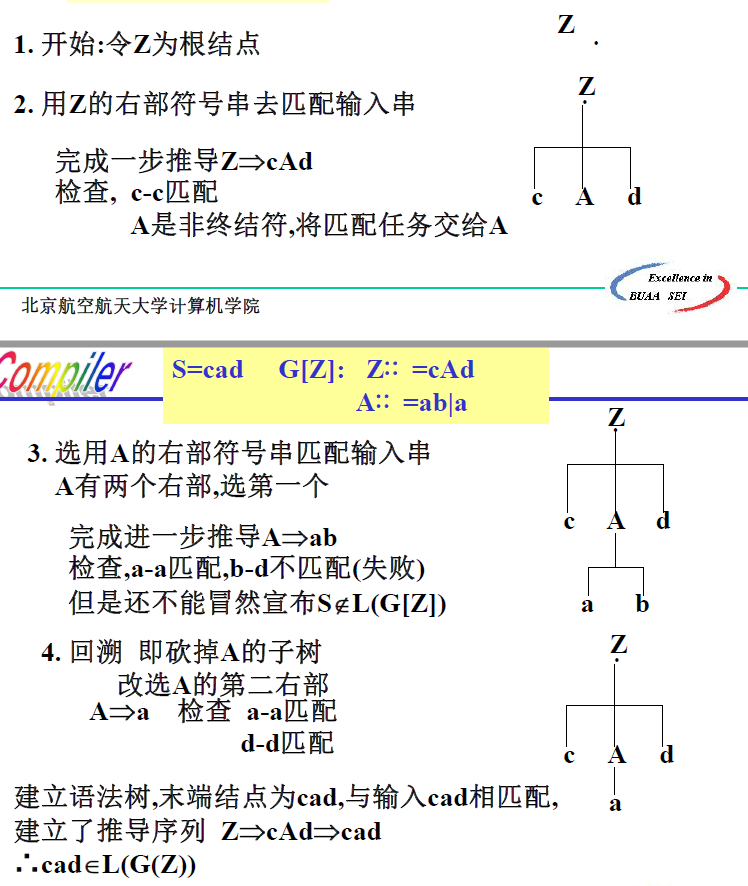 Z
1. 开始:令Z为根结点
2. 用Z的右部符号串去匹配输入串
Z
完成一步推导Z⇒cAd
检查, c-c匹配
c A d
A是非终结符,将匹配任务交给A
Excellence in
BUAA SEI
北京航空航天大学计算机学院
Compiler
S=cad G[Z]: Z∷ =cAd
A∷ =ab|a
Z
3. 选用A的右部符号串匹配输入串
A有两个右部,选第一个
c A d
完成进一步推导A⇒ab
检查,a-a匹配,b-d不匹配(失败)
但是还不能冒然宣布S∉L(G[Z])
a b
4. 回溯 即砍掉A的子树
Z
改选A的第二右部
A⇒a 检查 a-a匹配
d-d匹配
c A d
建立语法树,末端结点为cad,与输入cad相匹配,
a
建立了推导序列 Z⇒cAd⇒cad
∴cad∈L(G(Z))